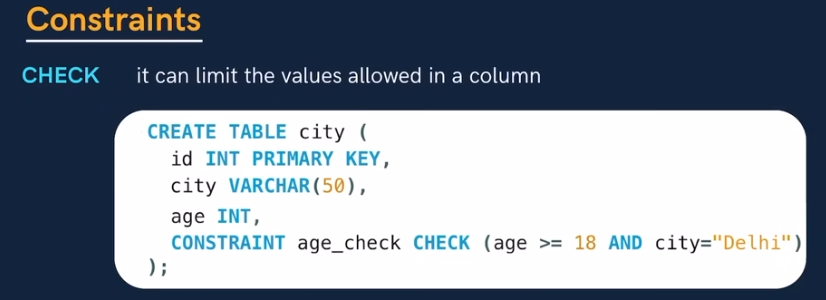 Constraints
CHECK it can limit the values allowed in a column
CREATE TABLE city (
id INT PRIMARY KEY,
city VARCHAR(50),
age INT,
CONSTRAINT age_check CHECK (age >= 18 AND city="Delhi")
);